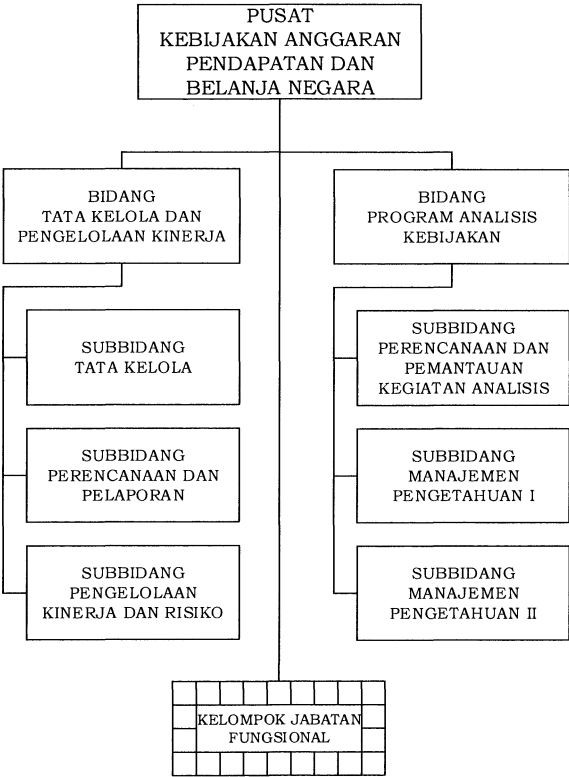 PUSAT
KEBIJAKAN ANGGARAN
PENDAPATAN DAN
BELANJA NEGARA
BIDANG
TATA KELOLA DAN
PENGELOLAAN KINERJA
BIDANG
PROGRAM ANALISIS
KEBIJAKAN
SUBBIDANG
TATA KELOLA
SUBBIDANG
PERENCANAAN DAN
PELAPORAN
SUBBIDANG
PENGELOLAAN
KINERJA DAN RISIKO
SUBBIDANG
PERENCANAAN DAN
PEMANTAUAN
KEGIATAN ANALISIS
SUBBIDANG
MANAJEMEN
PENGETAHUAN I
SUBBIDANG
MANAJEMEN
PENGETAHUAN II
KELOMPOK JABATAN
FUNGSIONAL